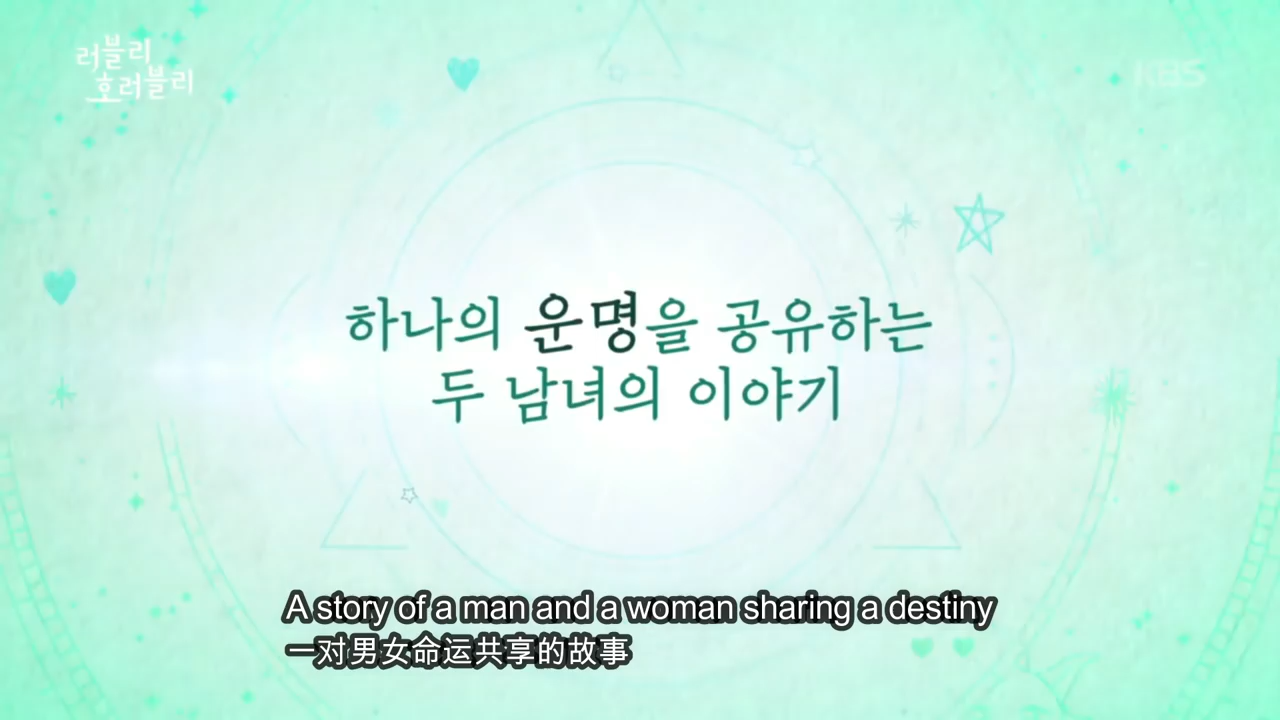 러블리
호러블리
KBS
하나의 운명을 공유하는
두 남녀의 이야기
A story of a man and a woman sharing a destiny
一对男女命运共享的故事